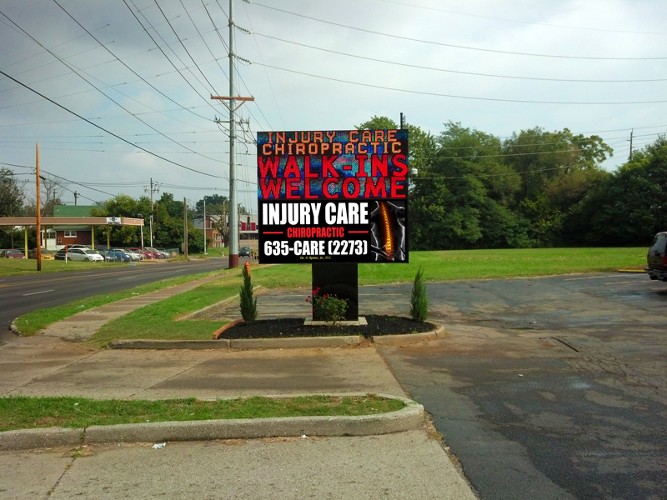 INJURY CARE
CHIROPRACTIC
WALK-INS
WELCOME
INJURY CARE
CHIROPRACTIC
635-CARE (2273)